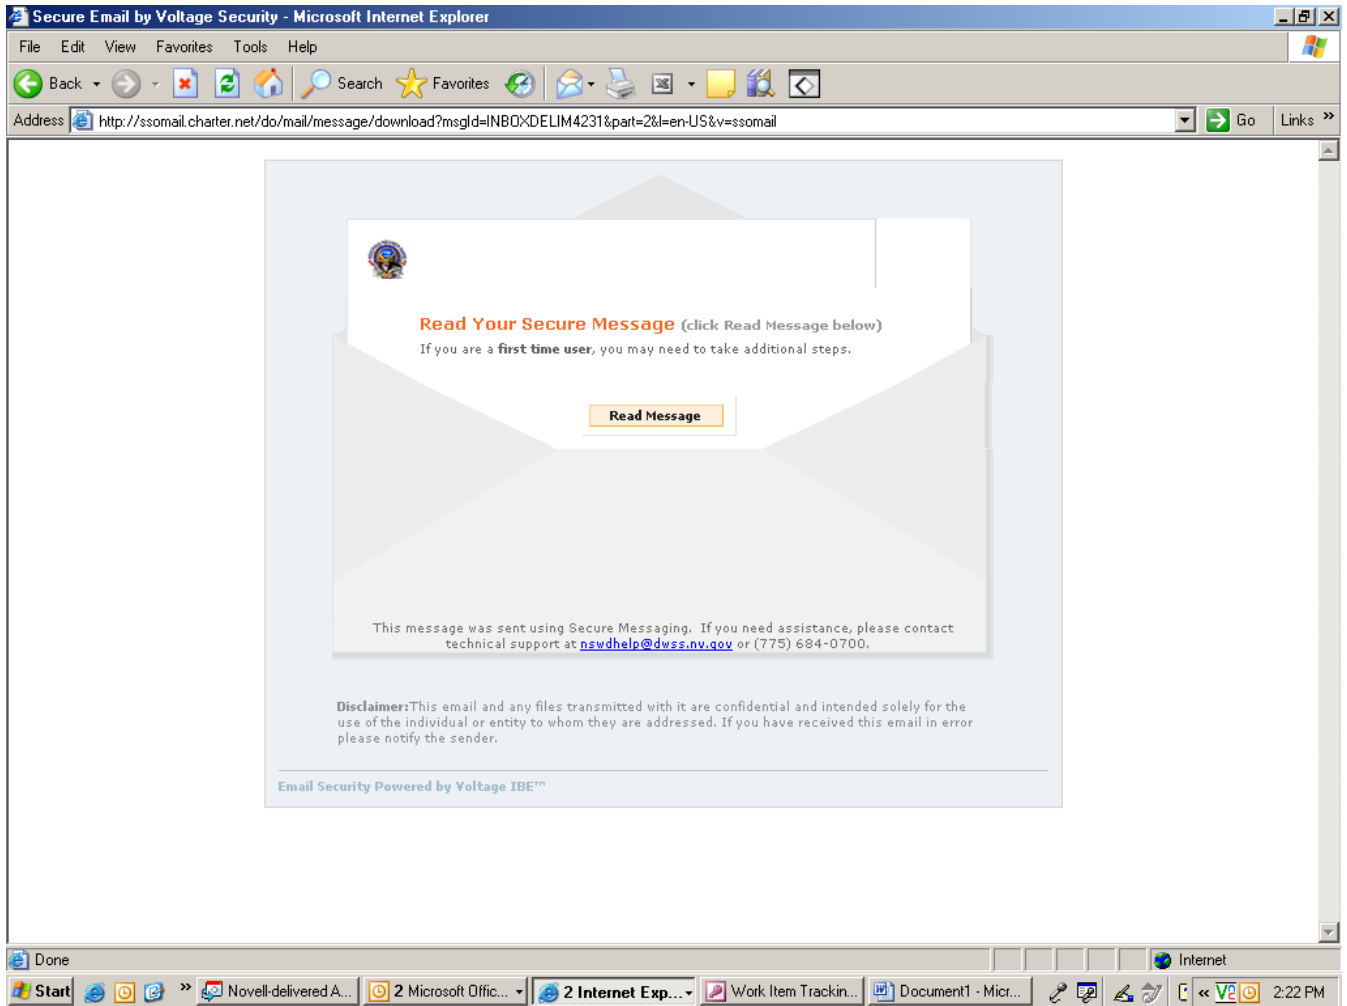 Secure Email by Voltage Security - Microsoft Internet Explorer
File Edit View Favorites Tools Help
Back Search Favorites
Address http://ssomail.charter.net/do/mail/message/download?msgId=INBOXDELIM4231&part=2&l=en-US&v=ssomail Go Links »
Read Your Secure Message (click Read Message below)
If you are a first time user, you may need to take additional steps.
Read Message
This message was sent using Secure Messaging. If you need assistance, please contact
technical support at nswdhelp@dwss.nv.gov or (775) 684-0700.
Disclaimer:This email and any files transmitted with it are confidential and intended solely for the
use of the individual or entity to whom they are addressed. If you have received this email in error
please notify the sender.
Email Security Powered by Voltage IBE™
Done Internet
Start » Novell-delivered A... 2 Microsoft Offic... 2 Internet Exp... Work Item Trackin... Document1 - Micr... « 2:22 PM